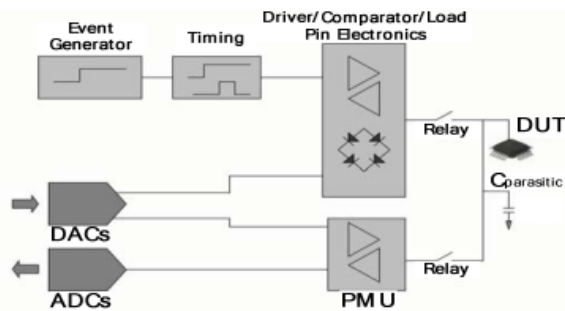 Driver/Comparator/Load
Pin Electronics
Event
Generator
Timing
Relay
DUT
Cparasitic
DACs
Relay
ADCs
PMU